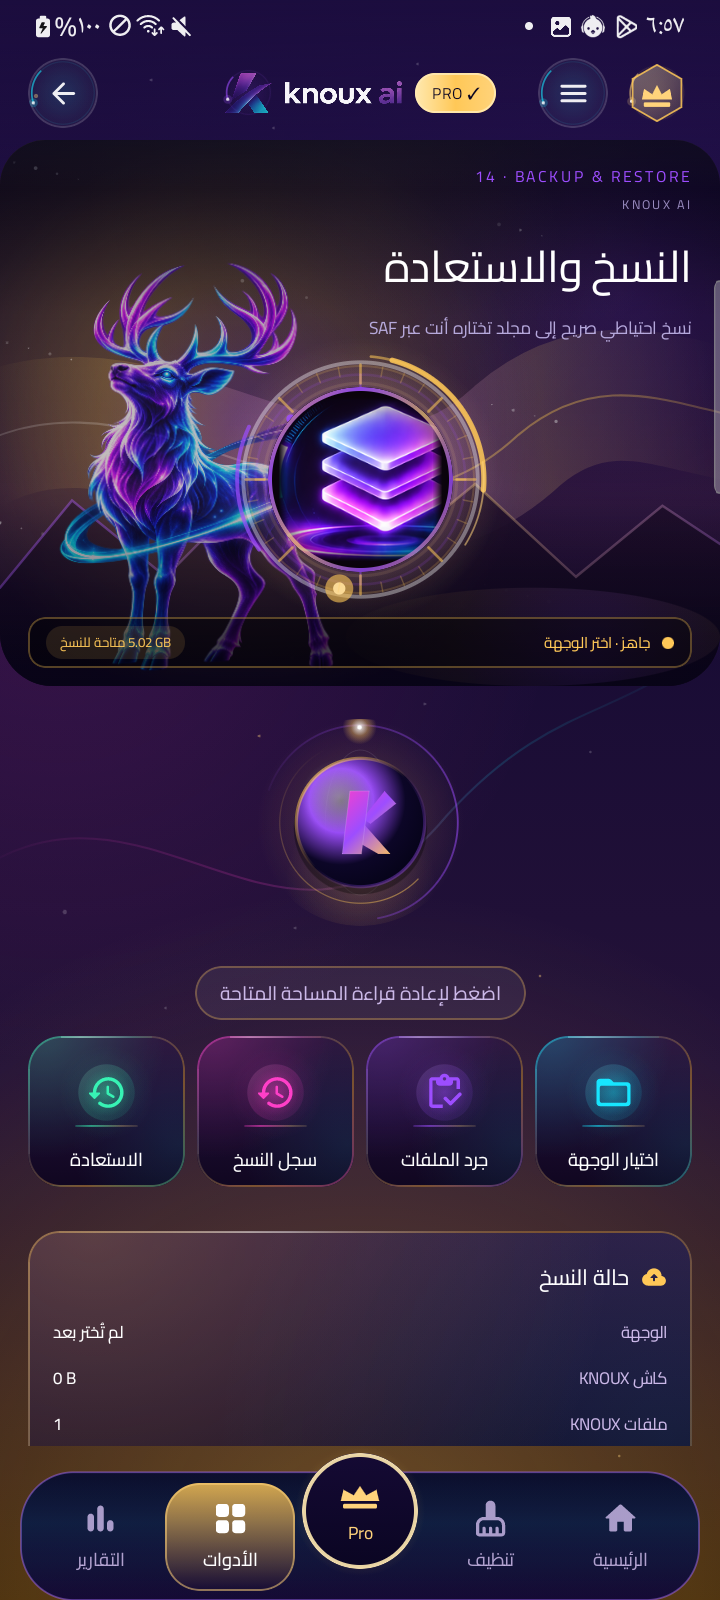 ٦:٥٧
%١٠٠
knoux ai
PRO ✓
14 · BACKUP & RESTORE
KNOUX AI
النسخ والاستعادة
نسخ احتياطي صريح إلى مجلد تختاره أنت عبر SAF
جاهز · اختر الوجهة
5.02 GB متاحة للنسخ
اضغط لإعادة قراءة المساحة المتاحة
اختيار الوجهة
جرد الملفات
سجل النسخ
الاستعادة
حالة النسخ
الوجهة
لم تُختر بعد
كاش KNOUX
0 B
ملفات KNOUX
1
الرئيسية
تنظيف
Pro
الأدوات
التقارير